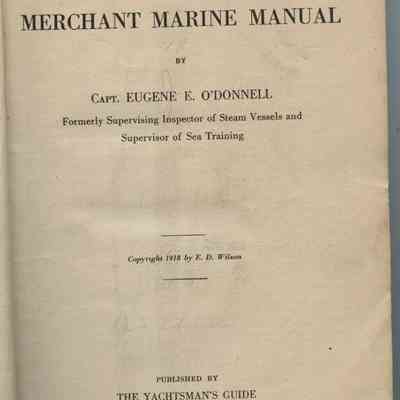 MERCHANT MARINE MANUAL
BY
CAPT. EUGENE E. O'DONNELL
Formerly Supervising Inspector of Steam Vessels and
Supervisor of Sea Training
Copyright 1918 by E. D. Wilson
PUBLISHED BY
THE YACHTSMAN'S GUIDE